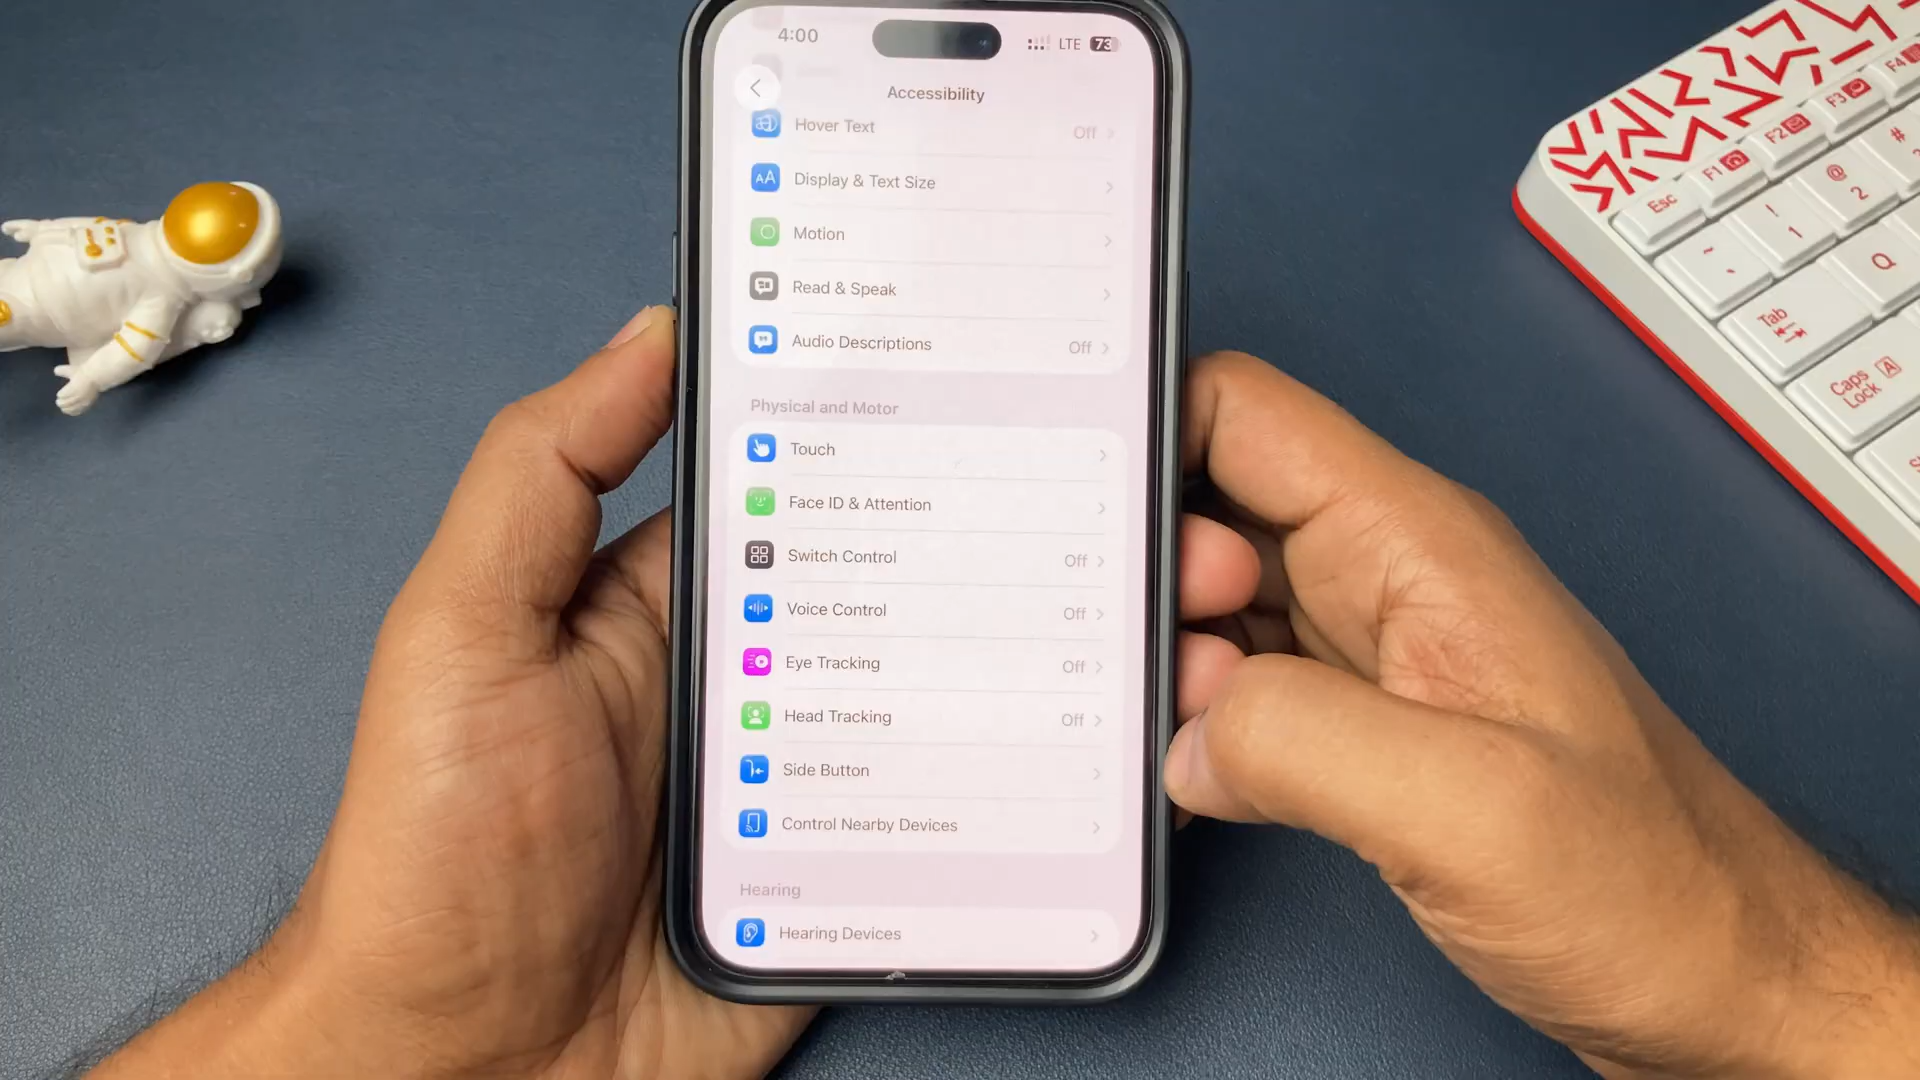 4:00 LTE 73
Accessibility
Hover Text Off
Display & Text Size
Motion
Read & Speak
Audio Descriptions Off
Physical and Motor
Touch
Face ID & Attention
Switch Control Off
Voice Control Off
Eye Tracking Off
Head Tracking Off
Side Button
Control Nearby Devices
Hearing
Hearing Devices
Esc F1 F2 F3 F4
~ ! 1 @ 2 #
Tab Q
Caps Lock A